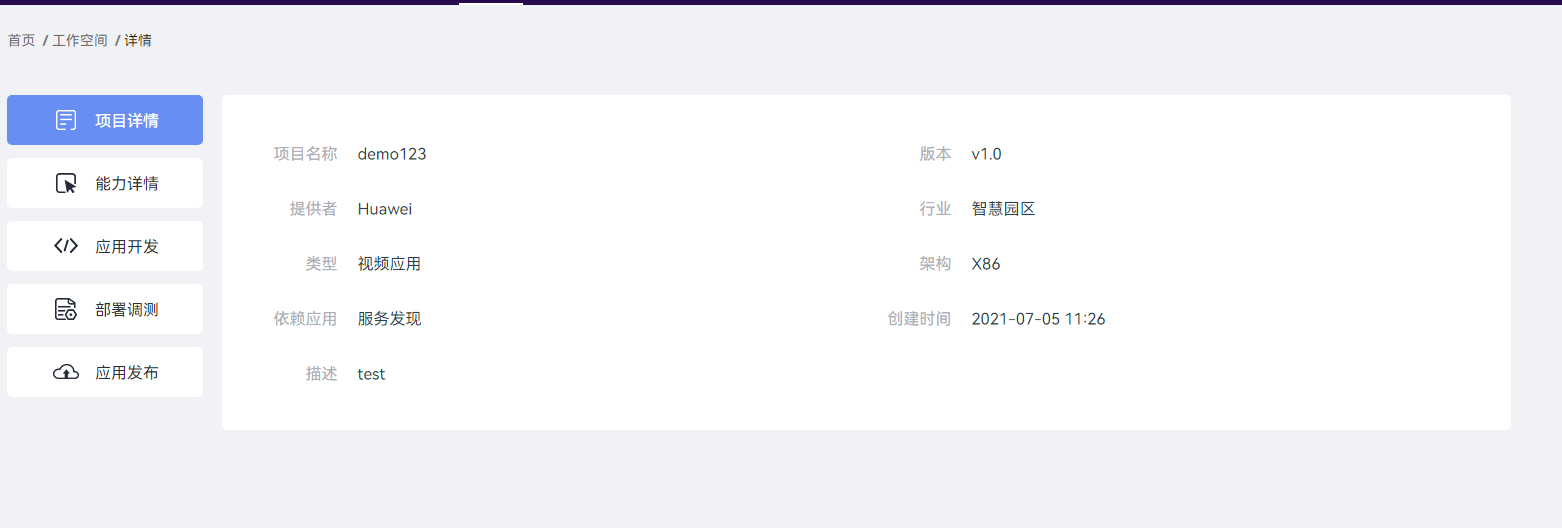 首页 / 工作空间 / 详情
项目详情
能力详情
应用开发
部署调测
应用发布
项目名称 demo123 版本 v1.0
提供者 Huawei 行业 智慧园区
类型 视频应用 架构 X86
依赖应用 服务发现 创建时间 2021-07-05 11:26
描述 test